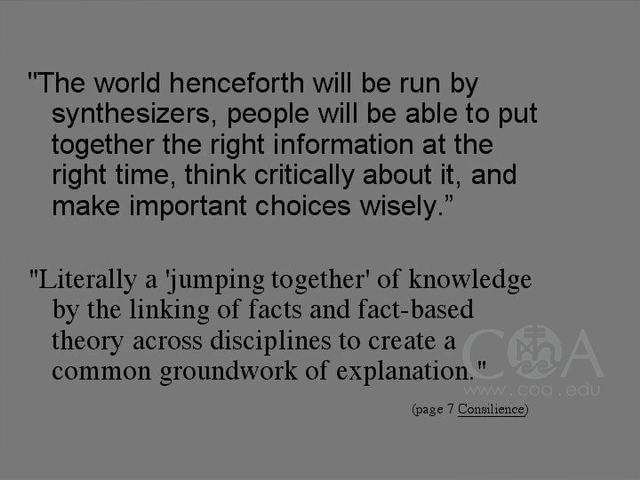 "The world henceforth will be run by
synthesizers, people will be able to put
together the right information at the
right time, think critically about it, and
make important choices wisely.”
"Literally a 'jumping together' of knowledge
by the linking of facts and fact-based
theory across disciplines to create a
common groundwork of explanation."
COA
www.coa.edu
(page 7 Consilience)